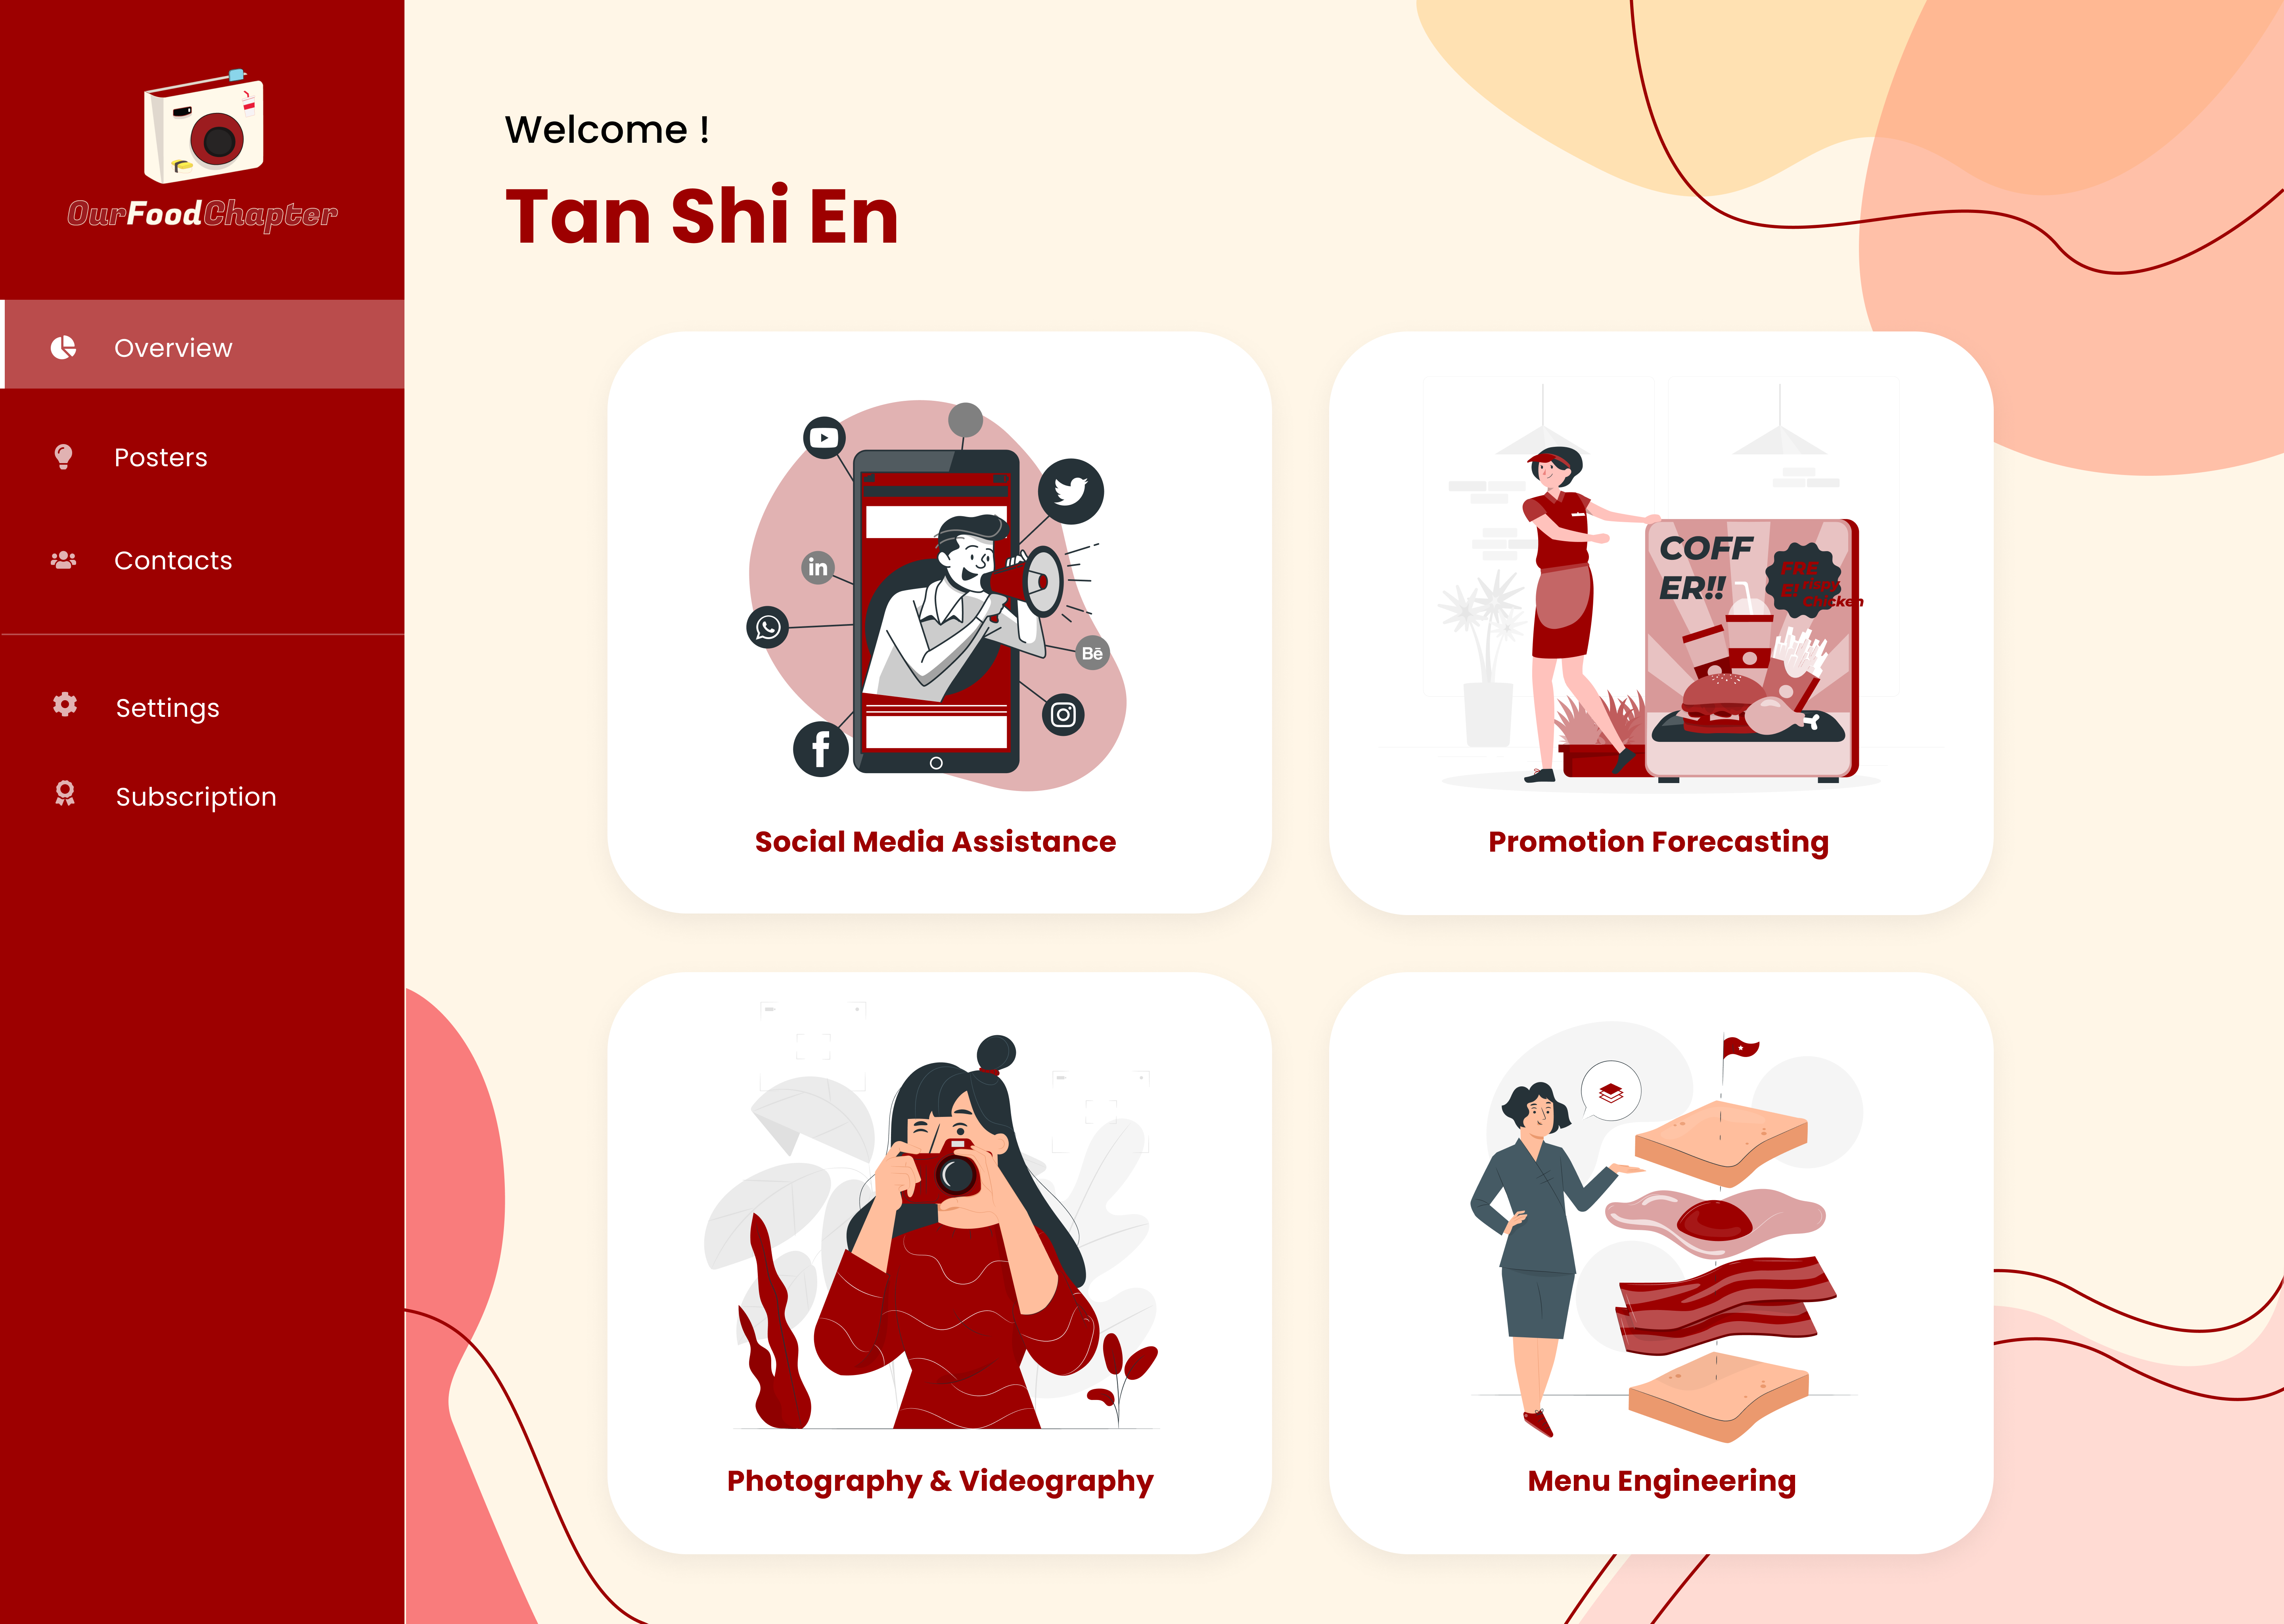 OurFoodChapter
Overview
Posters
Contacts
Settings
Subscription
Welcome !
Tan Shi En
in
Bē
f
Social Media Assistance
COFF
ER!!
FRE
E!
risps
Chicken
Promotion Forecasting
Photography & Videography
Menu Engineering